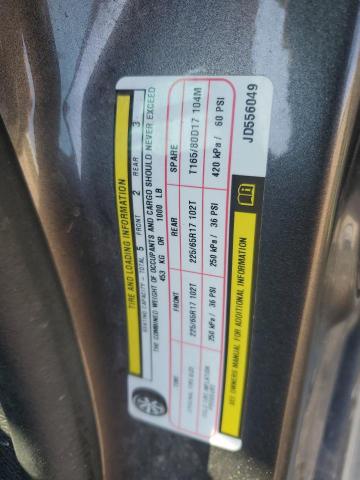 TIRE AND LOADING INFORMATION
SEATING CAPACITY - TOTAL 5 FRONT 2 REAR 3
THE COMBINED WEIGHT OF OCCUPANTS AND CARGO SHOULD NEVER EXCEED
453 KG OR 1000 LB
TIRE FRONT REAR SPARE
ORIGINAL TIRE SIZE 225/65R17 102T 225/65R17 102T T165/80D17 104M
COLD TIRE INFLATION PRESSURE 250 kPa / 36 PSI 250 kPa / 36 PSI 420 kPa / 60 PSI
SEE OWNERS MANUAL FOR ADDITIONAL INFORMATION
JD556049